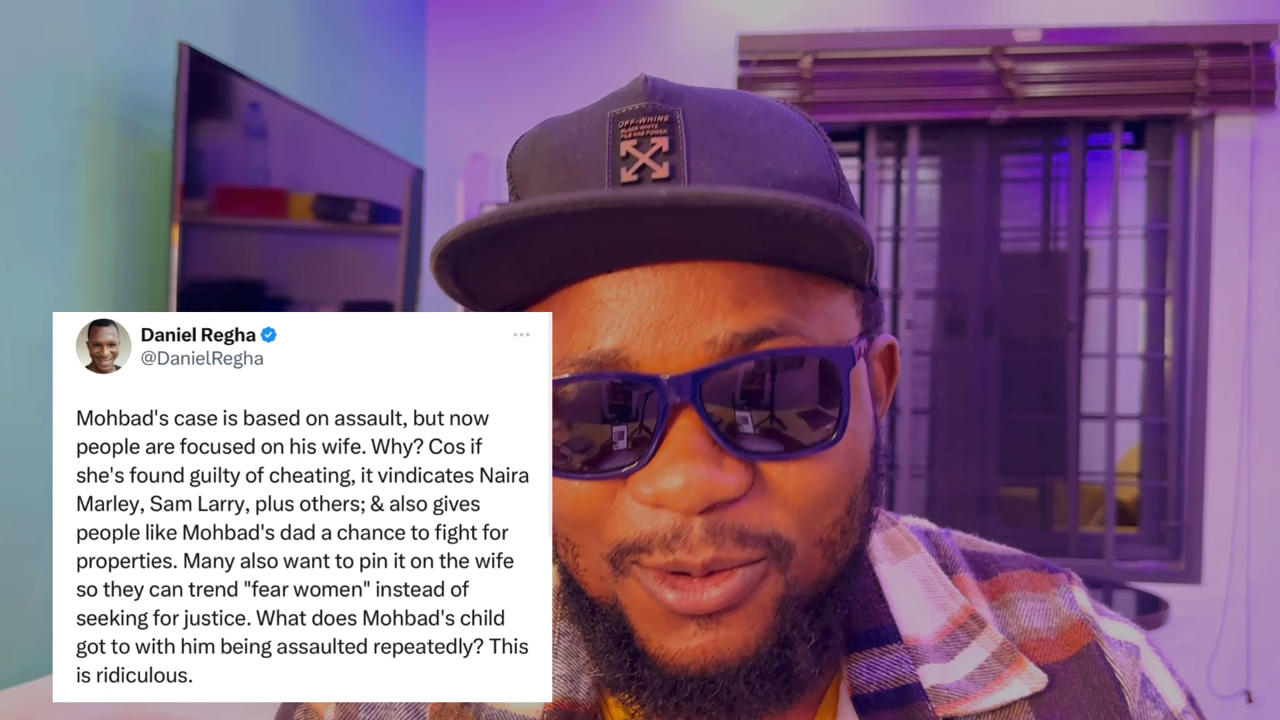 OFF-WHINE
Daniel Regha
@DanielRegha
Mohbad's case is based on assault, but now
people are focused on his wife. Why? Cos if
she's found guilty of cheating, it vindicates Naira
Marley, Sam Larry, plus others; & also gives
people like Mohbad's dad a chance to fight for
properties. Many also want to pin it on the wife
so they can trend "fear women" instead of
seeking for justice. What does Mohbad's child
got to with him being assaulted repeatedly? This
is ridiculous.